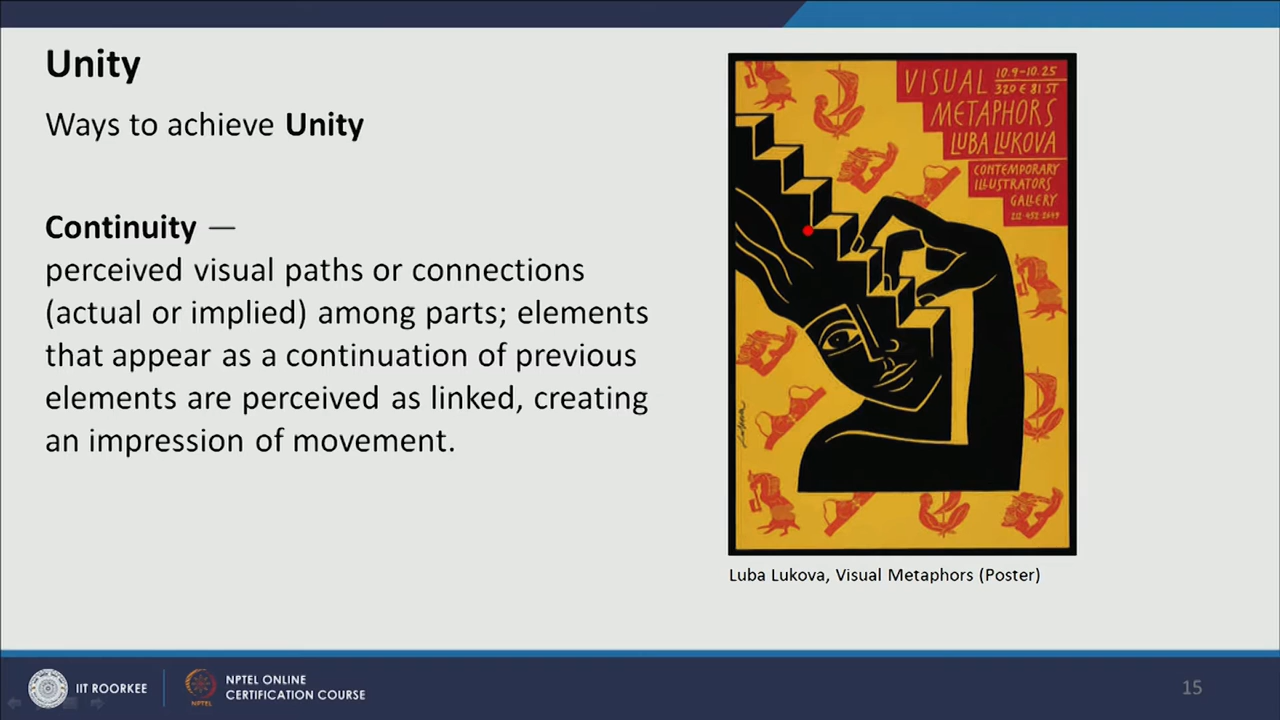 Unity
Ways to achieve Unity
Continuity —
perceived visual paths or connections
(actual or implied) among parts; elements
that appear as a continuation of previous
elements are perceived as linked, creating
an impression of movement.
VISUAL 10.9-10.25
320 E 81 ST
METAPHORS
LUBA LUKOVA
CONTEMPORARY
ILLUSTRATORS
GALLERY
212-452-2649
Lukova
Luba Lukova, Visual Metaphors (Poster)
IIT ROORKEE
NPTEL
NPTEL ONLINE
CERTIFICATION COURSE
15